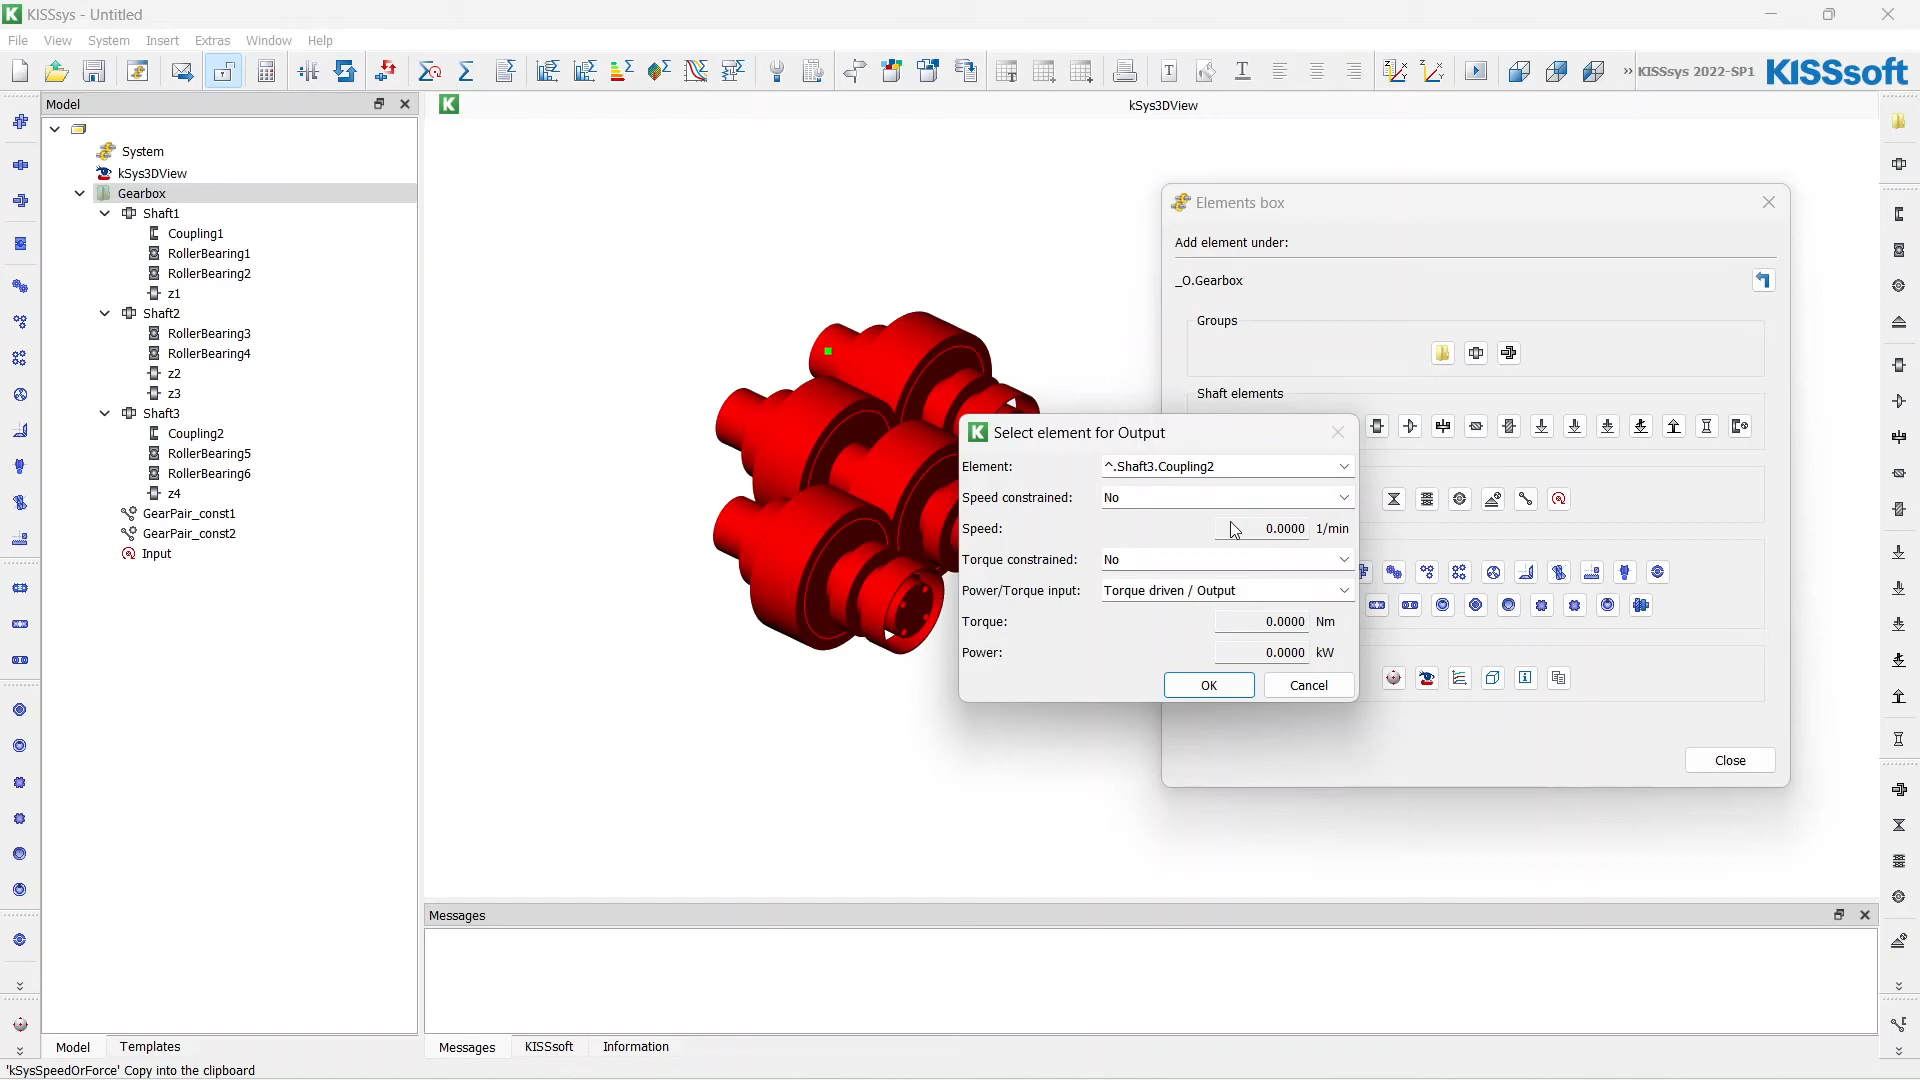 KISSsys - Untitled
File View System Insert Extras Window Help
» KISSsys 2022-SP1 KISSsoft
Model
kSys3DView
System
kSys3DView
Gearbox
Shaft1
Coupling1
RollerBearing1
RollerBearing2
z1
Shaft2
RollerBearing3
RollerBearing4
z2
z3
Shaft3
Coupling2
RollerBearing5
RollerBearing6
z4
GearPair_const1
GearPair_const2
Input
Elements box
Add element under:
_O.Gearbox
Groups
Shaft elements
Select element for Output
Element: ^.Shaft3.Coupling2
Speed constrained: No
Speed: 0.0000 1/min
Torque constrained: No
Power/Torque input: Torque driven / Output
Torque: 0.0000 Nm
Power: 0.0000 kW
OK Cancel
Close
Messages
Model Templates
Messages KISSsoft Information
'kSysSpeedOrForce' Copy into the clipboard